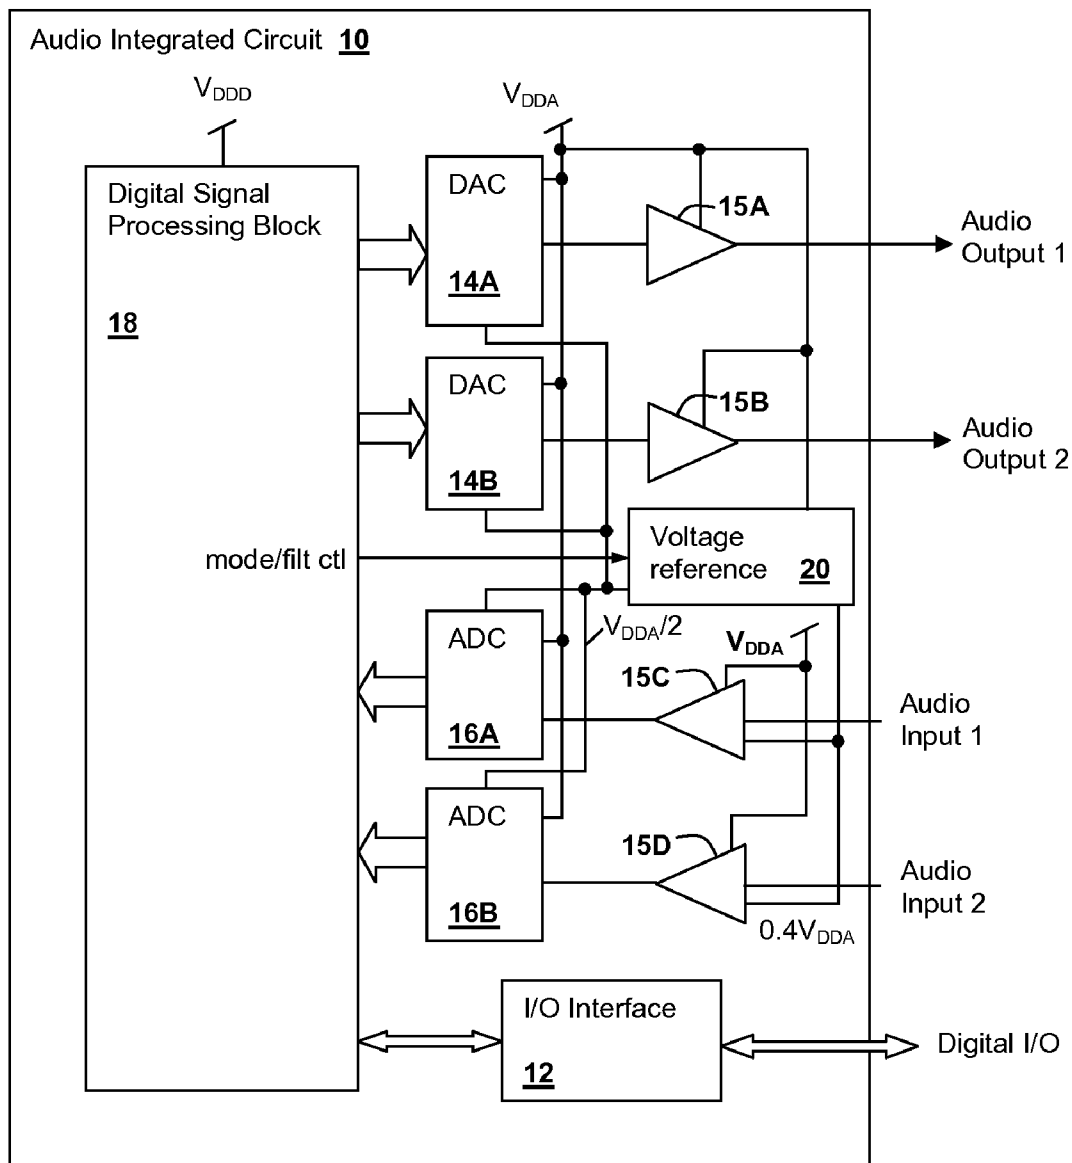 Audio Integrated Circuit 10
VDDD
VDDA
Digital Signal
Processing Block
18
DAC
14A
15A
Audio
Output 1
DAC
14B
15B
Audio
Output 2
mode/filt ctl
Voltage
reference 20
ADC
16A
VDDA/2
VDDA
15C
Audio
Input 1
ADC
16B
15D
Audio
Input 2
0.4VDDA
I/O Interface
12
Digital I/O